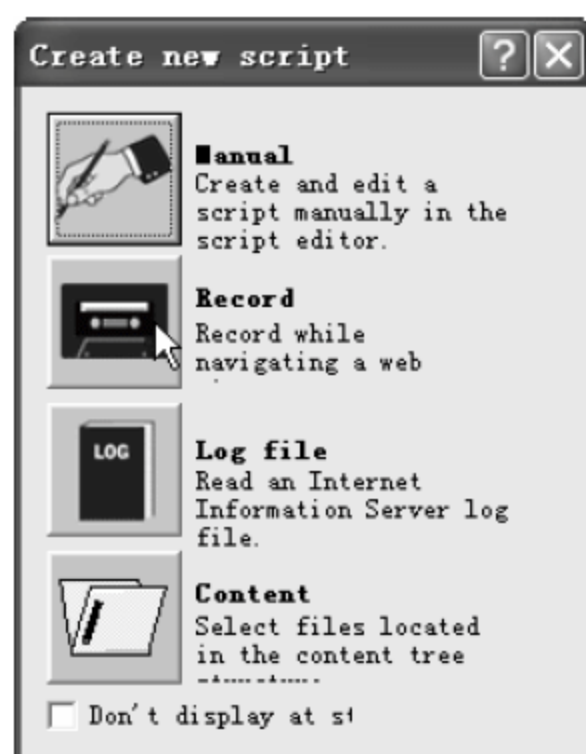 Create new script
Manual
Create and edit a
script manually in the
script editor.
Record
Record while
navigating a web
LOG
Log file
Read an Internet
Information Server log
file.
Content
Select files located
in the content tree
Don't display at